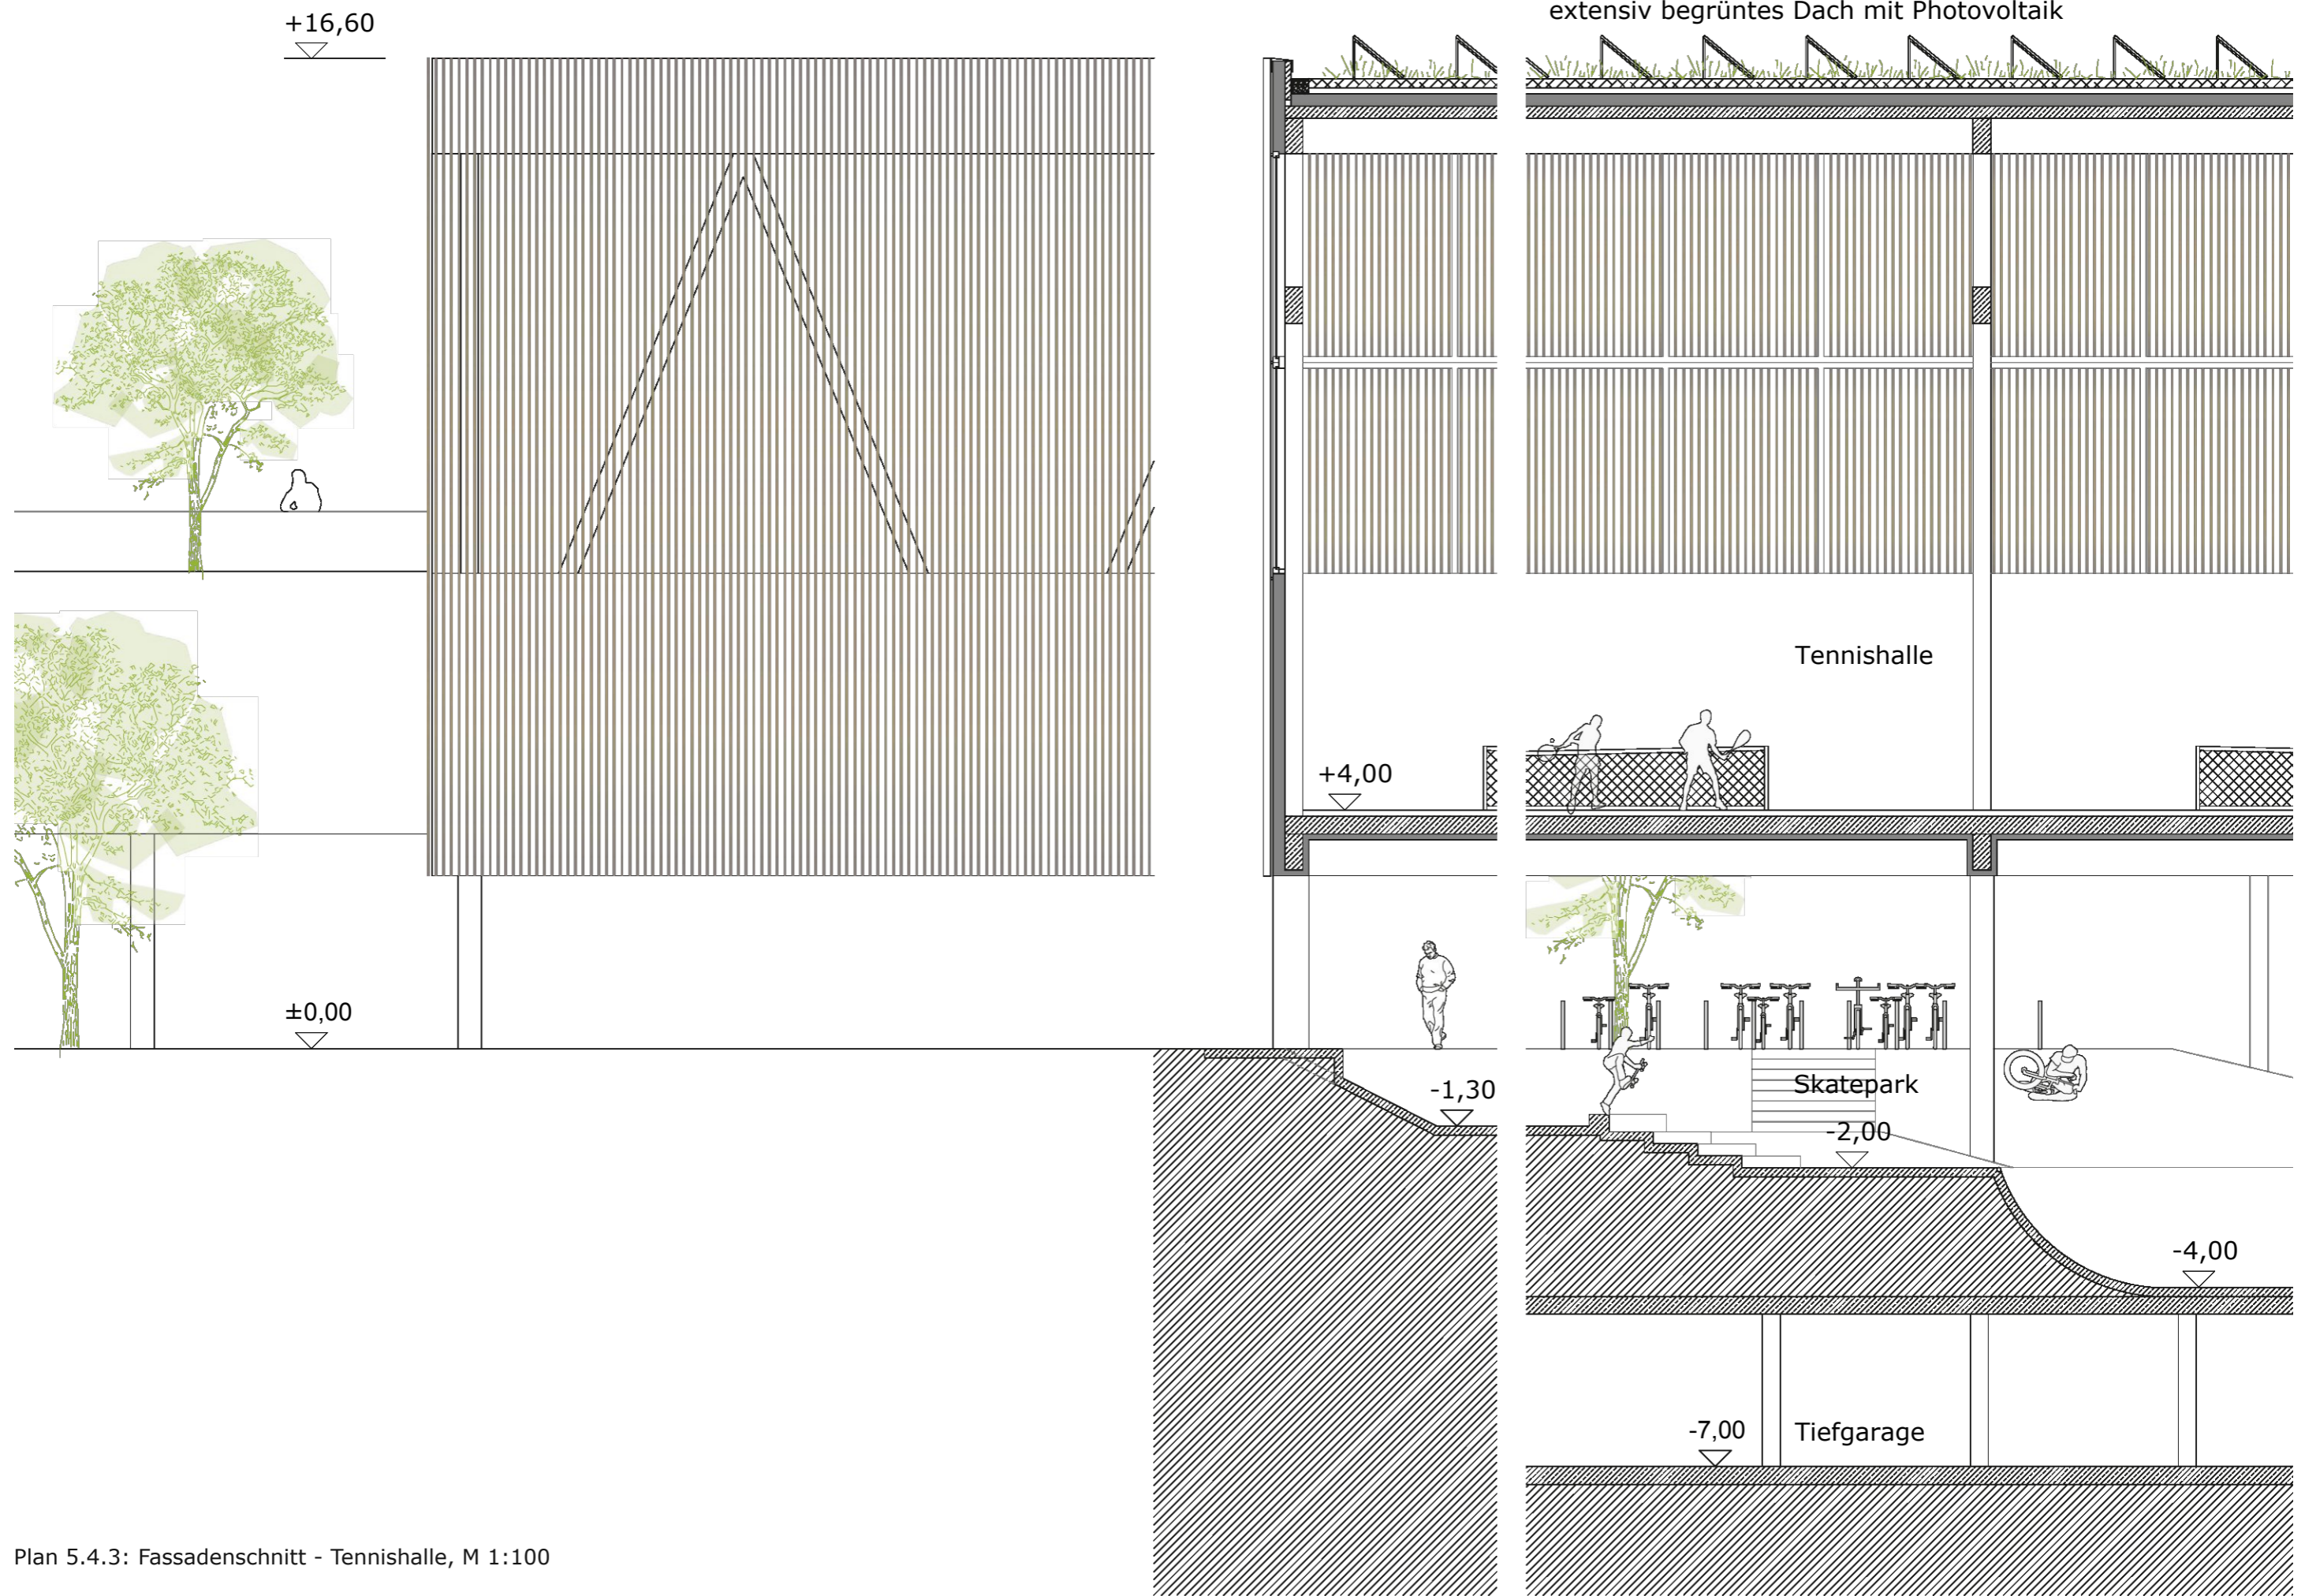 extensiv begrüntes Dach mit Photovoltaik
+16,60
Tennishalle
+4,00
±0,00
-1,30
Skatepark
-2,00
-4,00
-7,00
Tiefgarage
Plan 5.4.3: Fassadenschnitt - Tennishalle, M 1:100